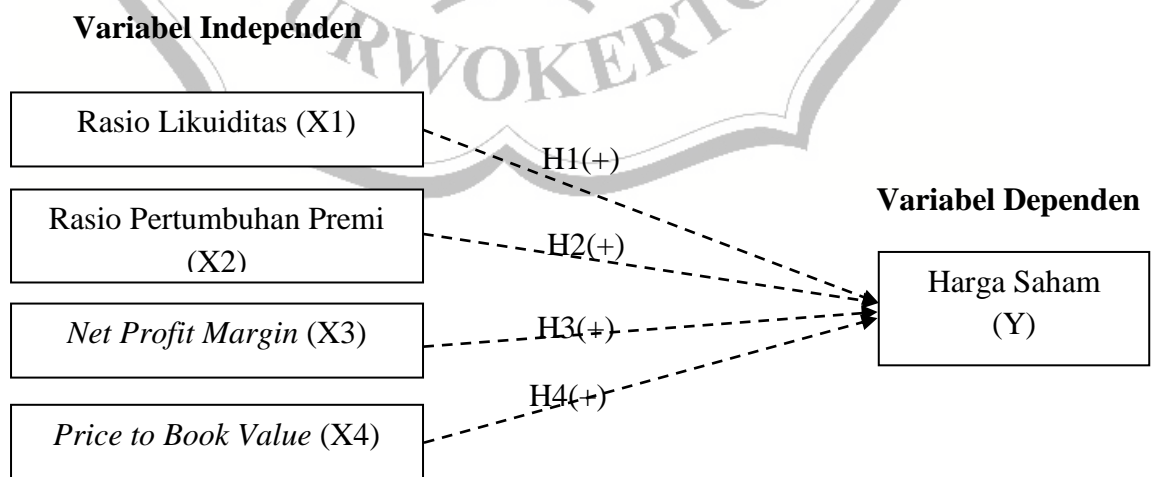 Variabel Independen
Rasio Likuiditas (X1)
Rasio Pertumbuhan Premi
(X2)
Net Profit Margin (X3)
Price to Book Value (X4)
H1(+)
H2(+)
H3(+)
H4(+)
Variabel Dependen
Harga Saham
(Y)